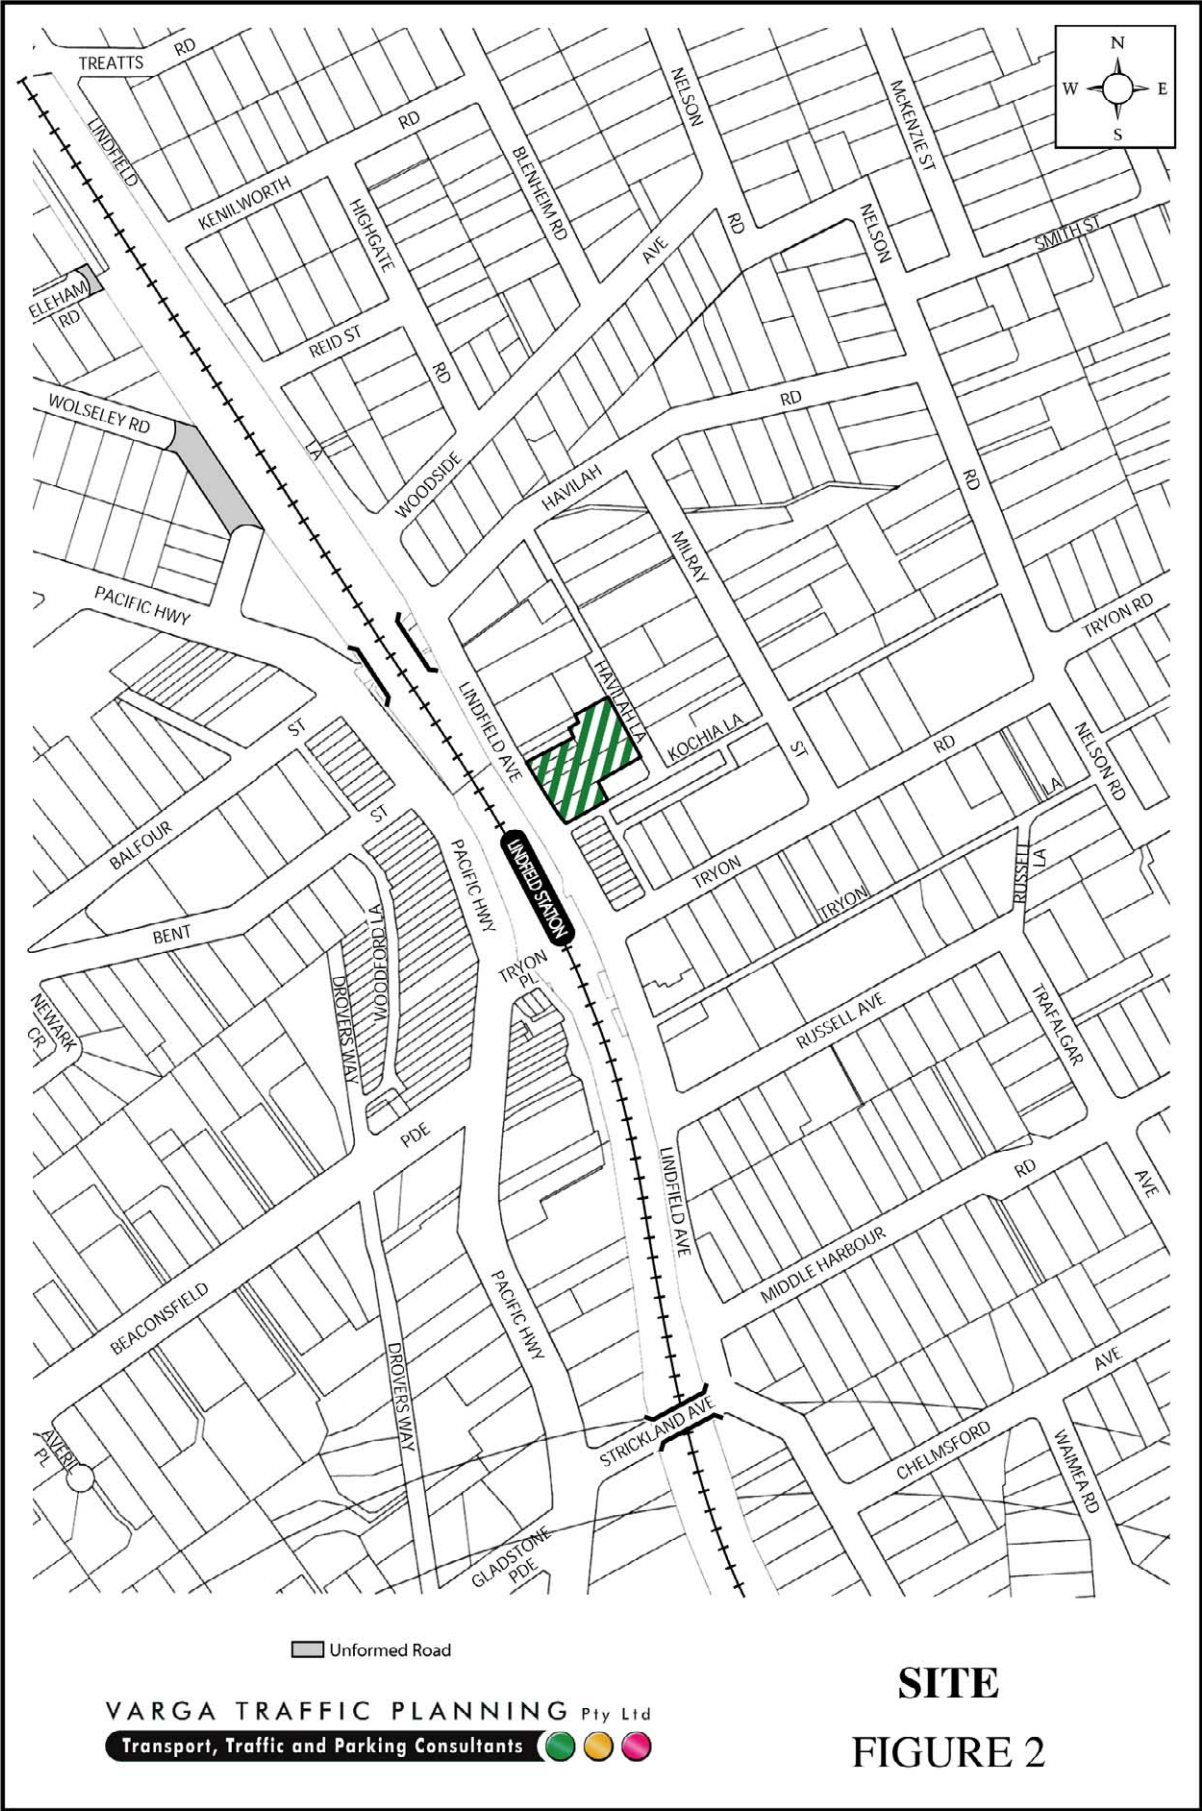 TREATTS
RD
LINDFIELD
KENILWORTH
RD
HIGHGATE
RD
BLENHEIM RD
NELSON
RD
McKENZIE ST
N
W
E
S
NELSON
SMITH ST
AVE
WOODSIDE
ELEHAM
RD
REID ST
LA
WOLSELEY RD
HAVILAH
RD
RD
MILRAY
ST
PACIFIC HWY
TRYON RD
LINDFIELD AVE
HAVILAH LA
KOCHIA LA
NELSON RD
ST
BALFOUR
ST
RD
TRYON
LA
TRYON
RUSSELL
LA
LINDFIELD STATION
PACIFIC HWY
BENT
WOODFORD LA
DROVERS WAY
TRYON
PL
NEWARK
CR
RUSSELL AVE
TRAFALGAR
AVE
PDE
BEACONSFIELD
LINDFIELD AVE
RD
MIDDLE HARBOUR
PACIFIC HWY
DROVERS WAY
STRICKLAND AVE
AVE
CHELMSFORD
WAIMEA RD
AVERIL
PL
GLADSTONE
PDE
Unformed Road
VARGA TRAFFIC PLANNING Pty Ltd
Transport, Traffic and Parking Consultants
SITE
FIGURE 2